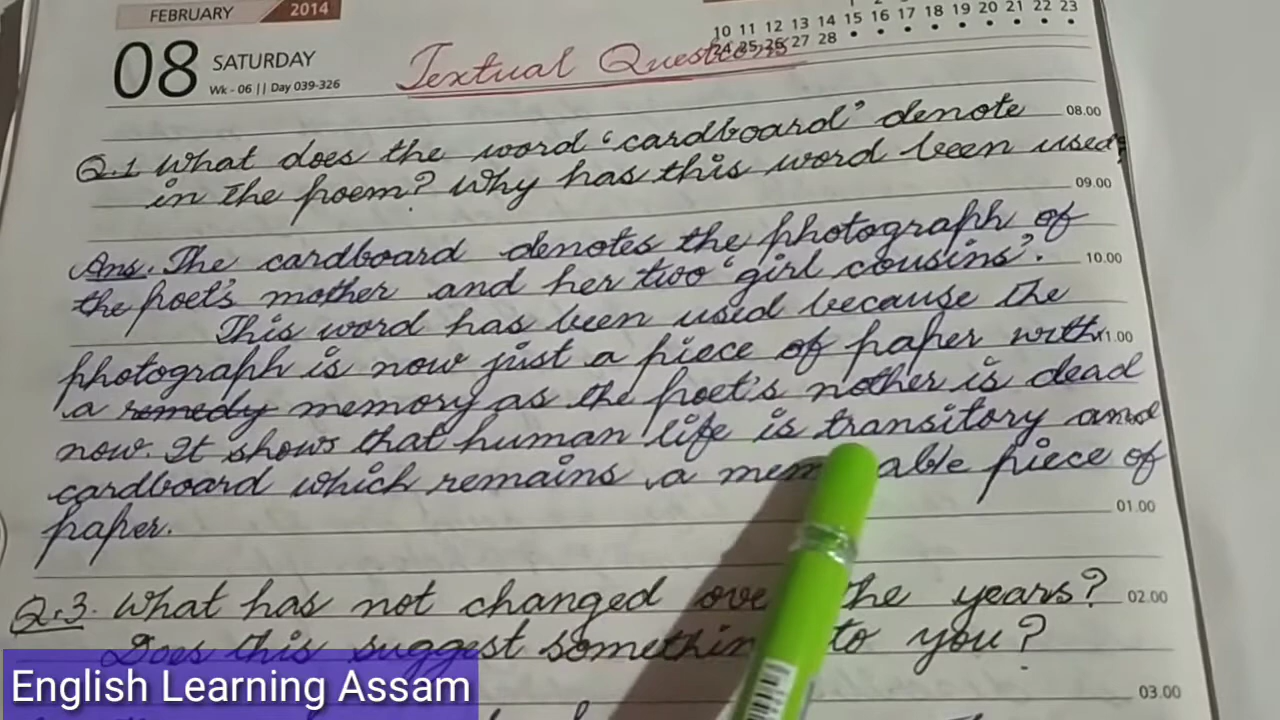 FEBRUARY 2014
08 SATURDAY
Wk - 06 || Day 039-326
10 11 12 13 14 15 16 17 18 19 20 21 22 23
24 25 26 27 28
Textual Questions
Q.1 What does the word 'cardboard' denote 08.00
in the poem? Why has this word been used?
09.00
Ans. The cardboard denotes the photograph of
the poet's mother and her two 'girl cousins'. 10.00
This word has been used because the
photograph is now just a piece of paper with 11.00
a remedy memory as the poet's mother is dead
now. It shows that human life is transitory and
cardboard which remains a mem able piece of
paper. 01.00
Q.3. What has not changed ove the years? 02.00
Does this suggest somethin to you?
03.00
English Learning Assam